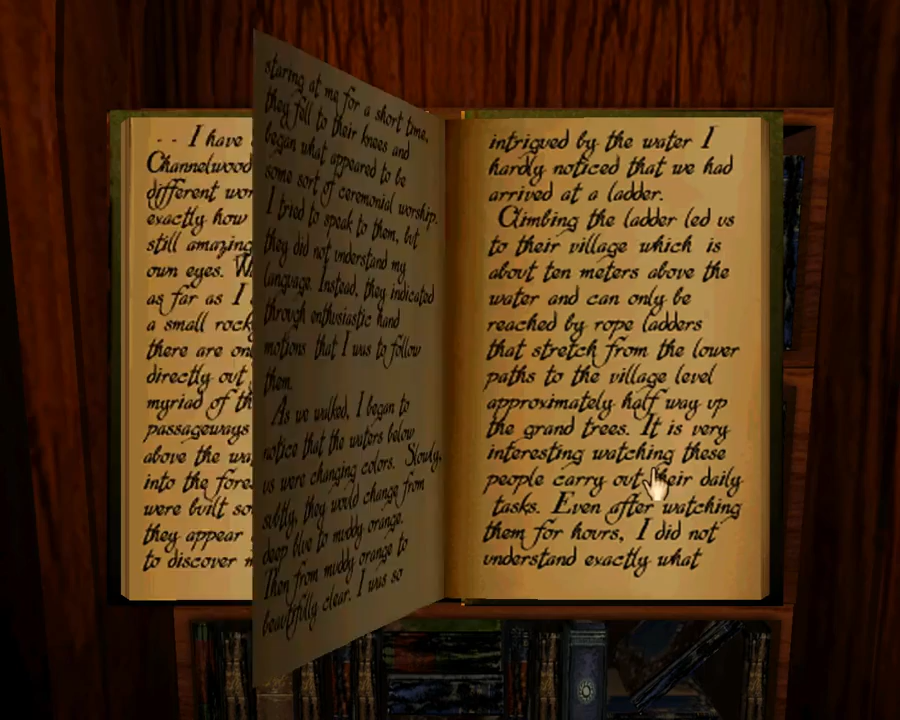 -- I have
Channelwood
different wor
exactly how
still amazing
own eyes. W
as far as I
a small rock
there are on
directly out
myriad of th
passageways
above the wa
into the fore
were built so
they appear
to discover m
staring at me for a short time,
they fell to their knees and
began what appeared to be
some sort of ceremonial worship.
I tried to speak to them, but
they did not understand my
language. Instead, they indicated
through enthusiastic hand
motions that I was to follow
them.
As we walked, I began to
notice that the waters below
us were changing colors. Slowly,
subtly, they would change from
deep blue to muddy orange.
Then from muddy orange to
beautifully clear. I was so
intrigued by the water I
hardly noticed that we had
arrived at a ladder.
Climbing the ladder led us
to their village which is
about ten meters above the
water and can only be
reached by rope ladders
that stretch from the lower
paths to the village level
approximately half way up
the grand trees. It is very
interesting watching these
people carry out their daily
tasks. Even after watching
them for hours, I did not
understand exactly what